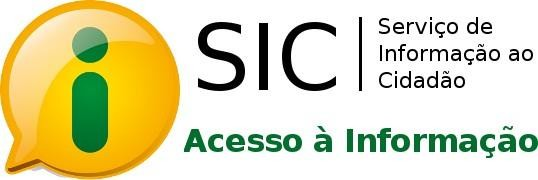 SIC
Serviço de
Informação ao
Cidadão
Acesso à Informação